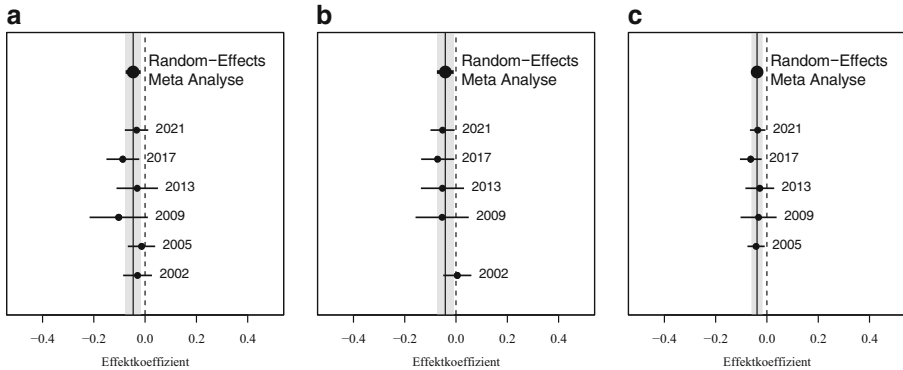 a
Random−Effects
Meta Analyse
2021
2017
2013
2009
2005
2002
−0.4 −0.2 0.0 0.2 0.4
Effektkoeffizient
b
Random−Effects
Meta Analyse
2021
2017
2013
2009
2002
−0.4 −0.2 0.0 0.2 0.4
Effektkoeffizient
c
Random−Effects
Meta Analyse
2021
2017
2013
2009
2005
−0.4 −0.2 0.0 0.2 0.4
Effektkoeffizient